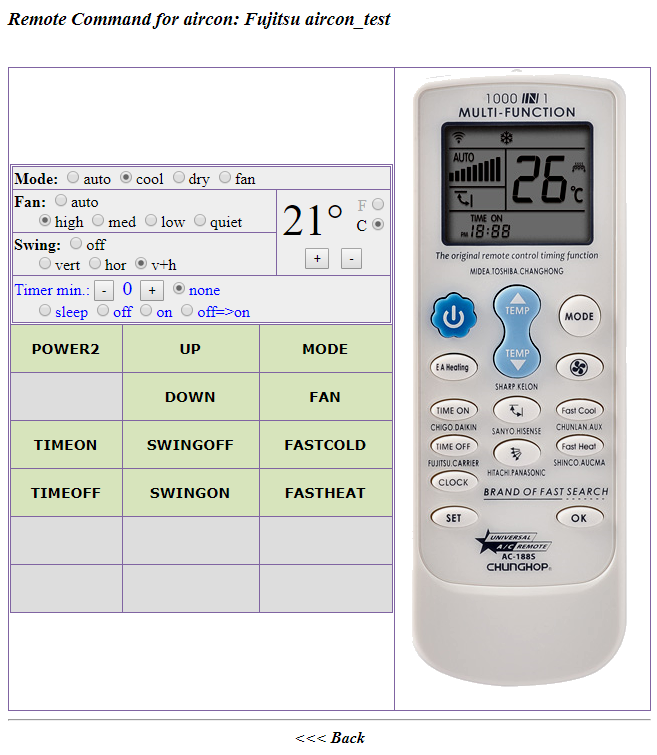 Remote Command for aircon: Fujitsu aircon_test
Mode: auto cool dry fan
Fan: auto
high med low quiet
21° F
C
+ -
Swing: off
vert hor v+h
Timer min.: - 0 + none
sleep off on off=>on
POWER2 UP MODE
DOWN FAN
TIMEON SWINGOFF FASTCOLD
TIMEOFF SWINGON FASTHEAT
1000 IN 1
MULTI-FUNCTION
AUTO
26 °C
TIME ON
PM 18:88
The original remote control timing function
MIDEA.TOSHIBA.CHANGHONG
TEMP
MODE
TEMP
E A Heating
SHARP.KELON
TIME ON
Fast Cool
CHIGO.DAIKIN
SANYO.HISENSE
CHUNLAN.AUX
TIME OFF
Fast Heat
FUJITSU.CARRIER
HITACHI.PANASONIC
SHINCO.AUCMA
CLOCK
BRAND OF FAST SEARCH
SET
OK
UNIVERSAL
A/C REMOTE
AC-188S
CHUNGHOP®
<<< Back